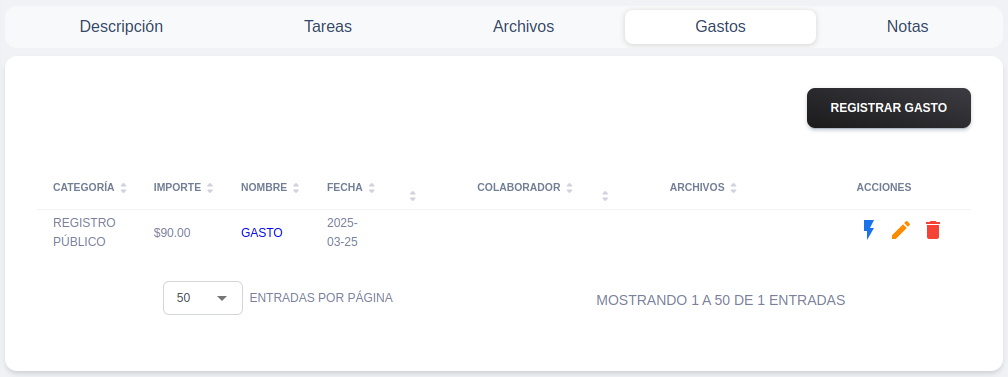 Descripción Tareas Archivos Gastos Notas
REGISTRAR GASTO
CATEGORÍA IMPORTE NOMBRE FECHA COLABORADOR ARCHIVOS ACCIONES
REGISTRO PÚBLICO $90.00 GASTO 2025-03-25
50 ENTRADAS POR PÁGINA MOSTRANDO 1 A 50 DE 1 ENTRADAS